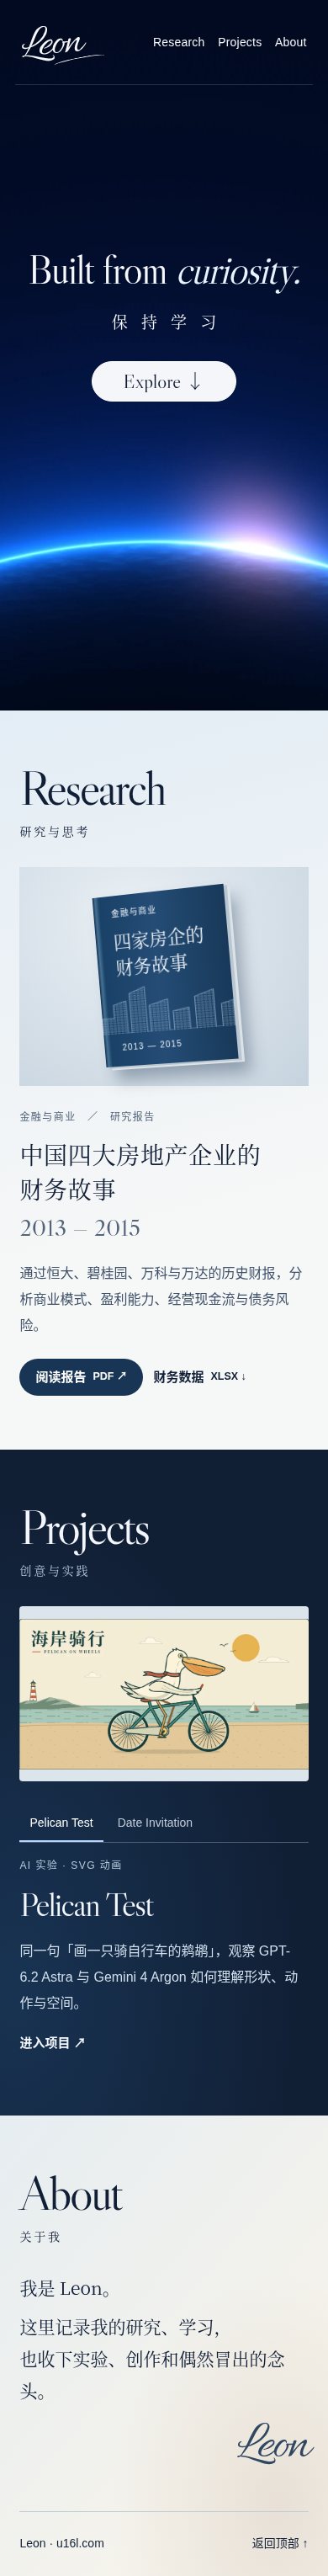 Leon
Research Projects About
Built from curiosity.
保持学习
Explore ↓
Research
研究与思考
金融与商业
四家房企的
财务故事
2013 — 2015
金融与商业 ／ 研究报告
中国四大房地产企业的
财务故事
2013 — 2015
通过恒大、碧桂园、万科与万达的历史财报，分
析商业模式、盈利能力、经营现金流与债务风
险。
阅读报告 PDF ↗ 财务数据 XLSX ↓
Projects
创意与实践
海岸骑行
PELICAN ON WHEELS
Pelican Test Date Invitation
AI 实验 · SVG 动画
Pelican Test
同一句「画一只骑自行车的鹈鹕」，观察 GPT-
6.2 Astra 与 Gemini 4 Argon 如何理解形状、动
作与空间。
进入项目 ↗
About
关于我
我是 Leon。
这里记录我的研究、学习，
也收下实验、创作和偶然冒出的念
头。
Leon
Leon · u16l.com 返回顶部 ↑